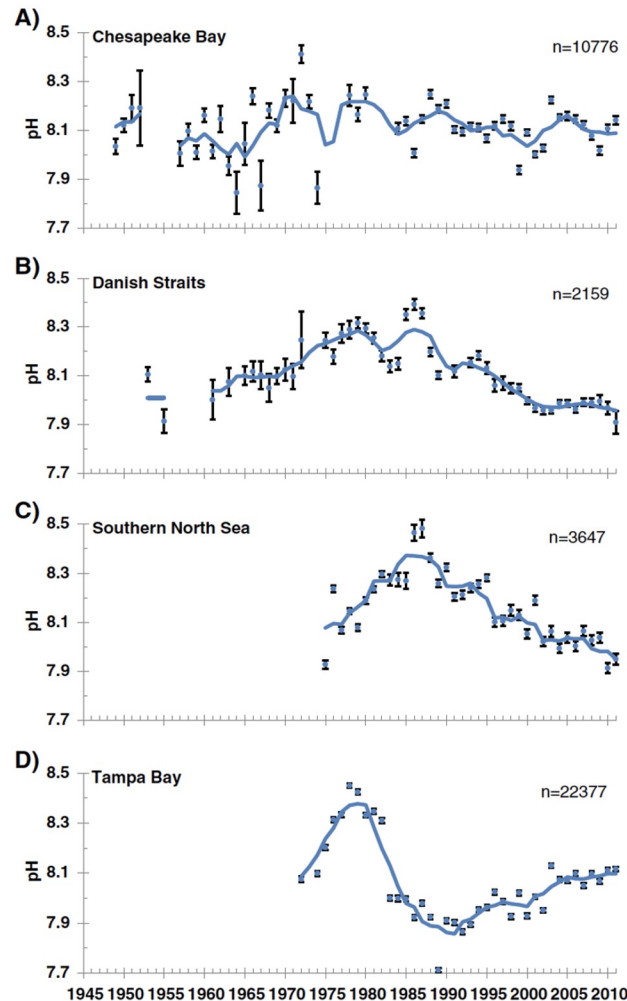 A)
Chesapeake Bay
n=10776
8.5
8.3
8.1
7.9
7.7
pH
B)
Danish Straits
n=2159
8.5
8.3
8.1
7.9
7.7
pH
C)
Southern North Sea
n=3647
8.5
8.3
8.1
7.9
7.7
pH
D)
Tampa Bay
n=22377
8.5
8.3
8.1
7.9
7.7
pH
1945 1950 1955 1960 1965 1970 1975 1980 1985 1990 1995 2000 2005 2010